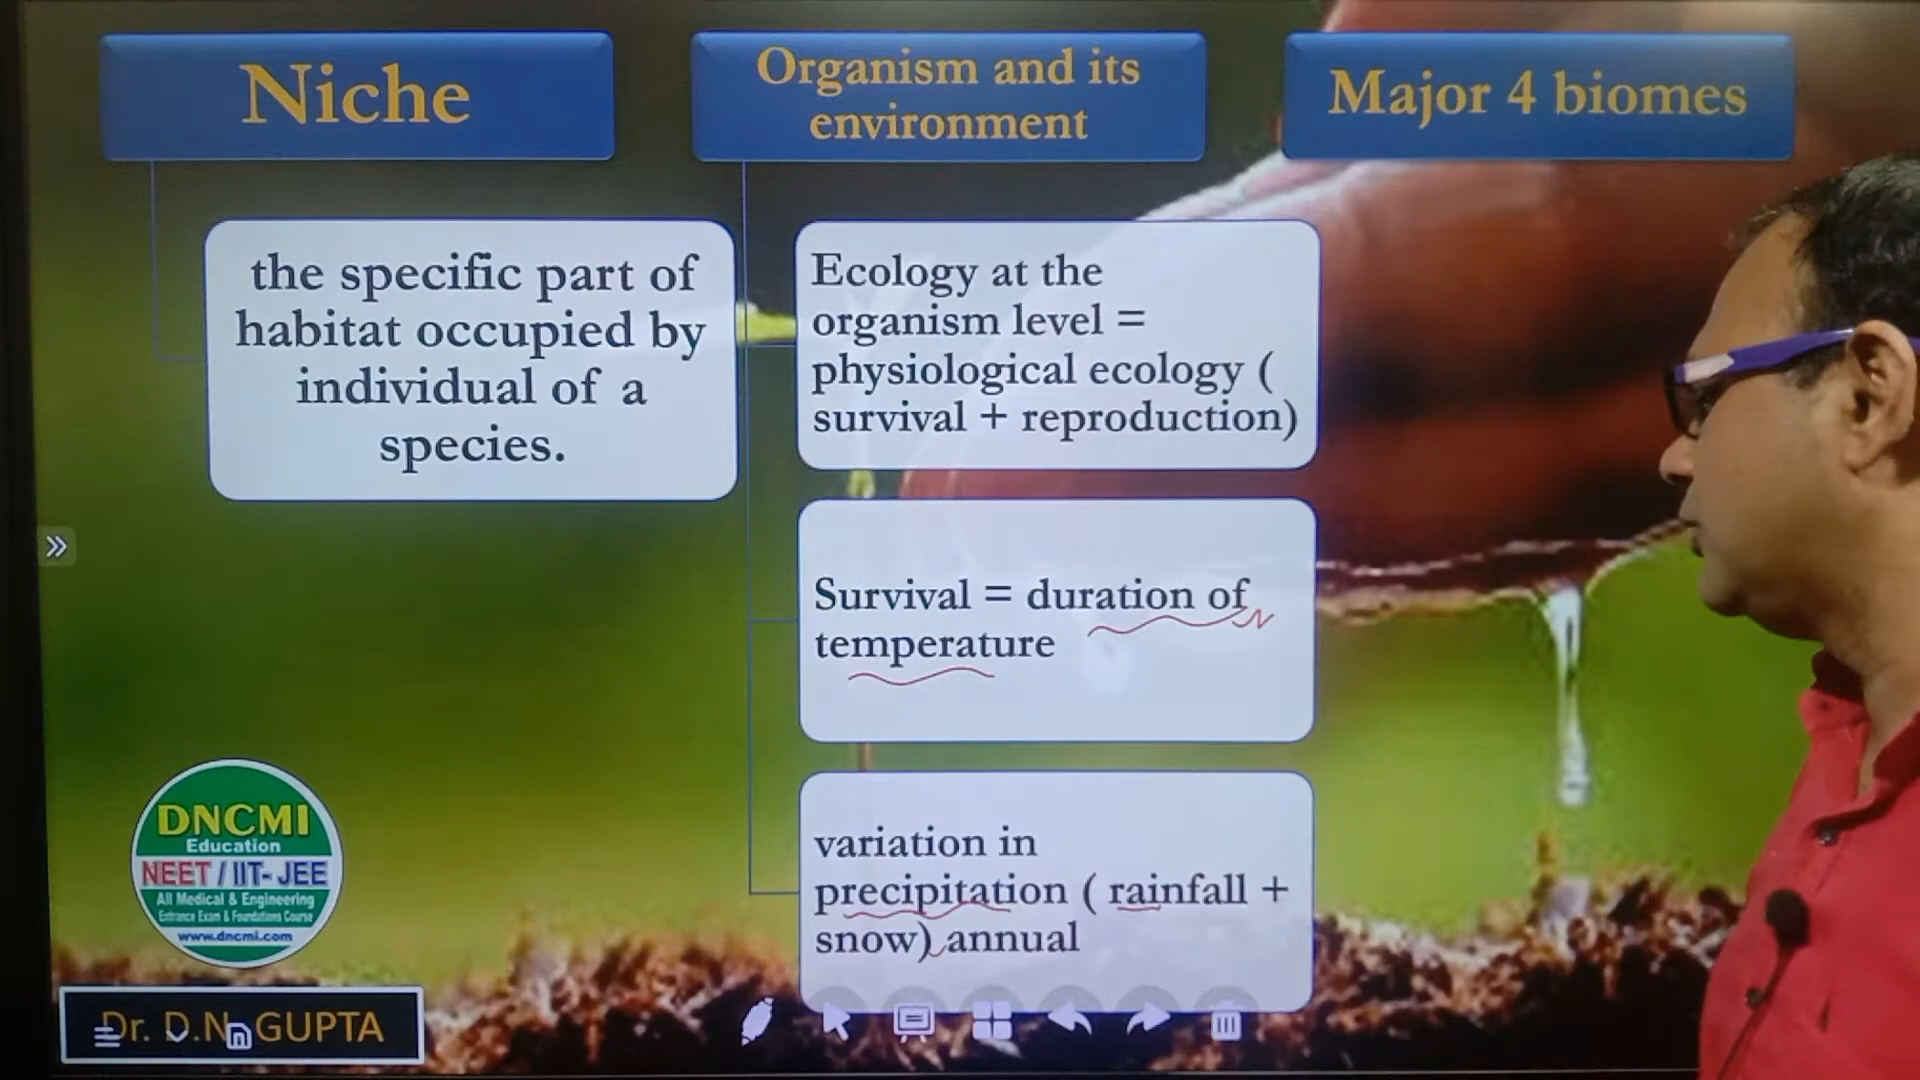 Niche
the specific part of
habitat occupied by
individual of a
species.
Organism and its
environment
Ecology at the
organism level =
physiological ecology (
survival + reproduction)
Survival = duration of
temperature
variation in
precipitation ( rainfall +
snow) annual
Major 4 biomes
DNCMI
Education
NEET / IIT-JEE
All Medical & Engineering
Entrance Exam & Foundations Course
www.dncmi.com
Dr. D.N. GUPTA